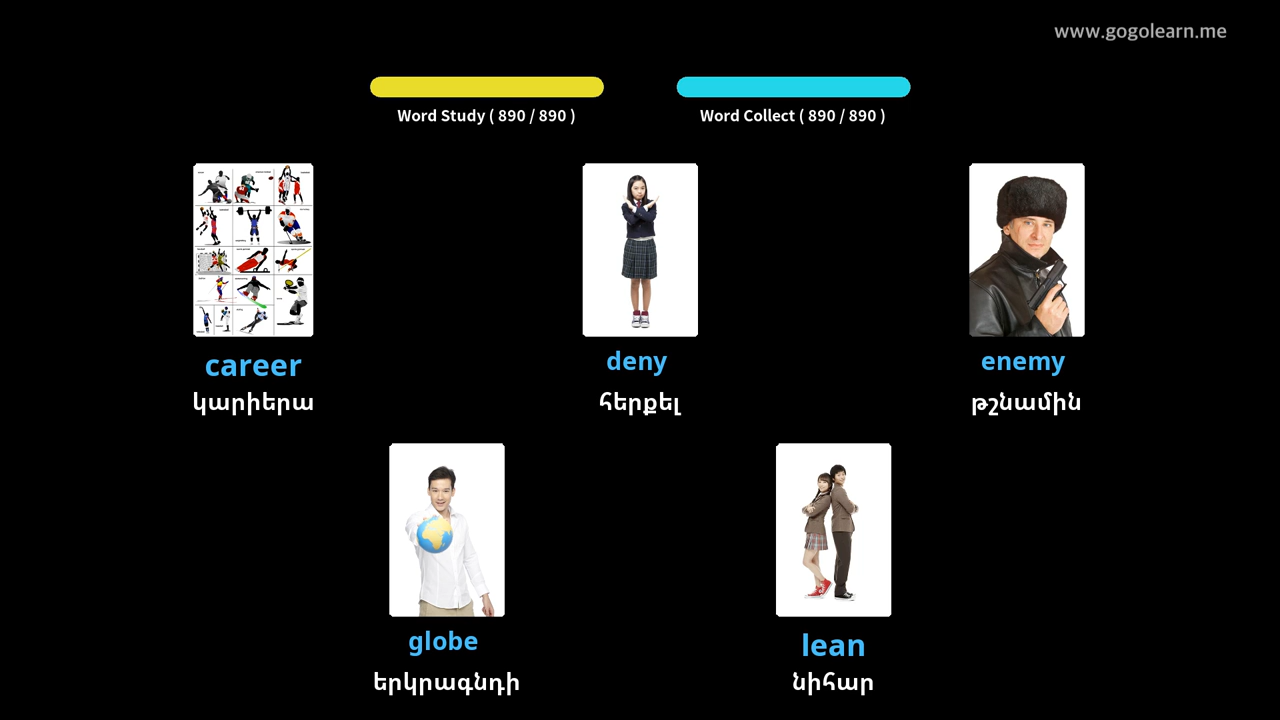 www.gogolearn.me
Word Study ( 890 / 890 )
Word Collect ( 890 / 890 )
career
կարիերա
deny
հերքել
enemy
թշնամին
globe
երկրագնդի
lean
նիհար